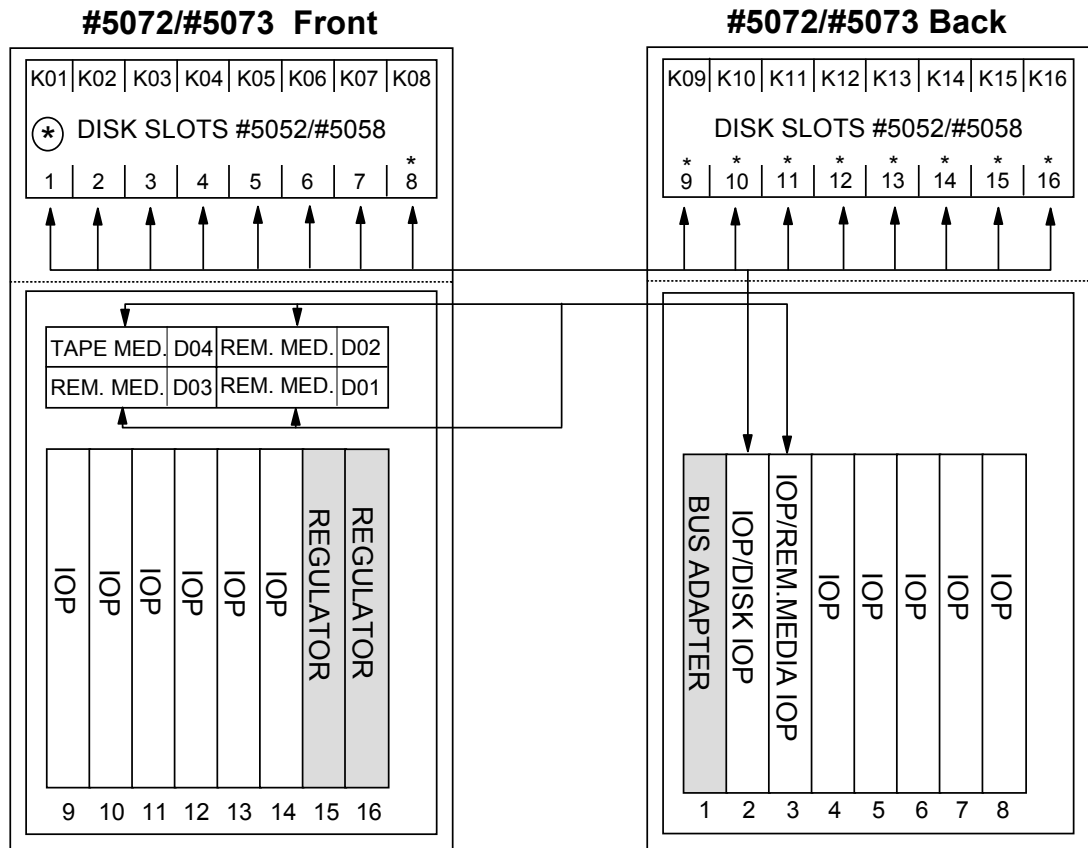 #5072/#5073 Front
K01 K02 K03 K04 K05 K06 K07 K08
* DISK SLOTS #5052/#5058
*
1 2 3 4 5 6 7 8
TAPE MED. D04 REM. MED. D02
REM. MED. D03 REM. MED. D01
IOP IOP IOP IOP IOP IOP REGULATOR REGULATOR
9 10 11 12 13 14 15 16
#5072/#5073 Back
K09 K10 K11 K12 K13 K14 K15 K16
DISK SLOTS #5052/#5058
* * * * * * * *
9 10 11 12 13 14 15 16
BUS ADAPTER IOP/DISK IOP IOP/REM.MEDIA IOP IOP IOP IOP IOP IOP
1 2 3 4 5 6 7 8